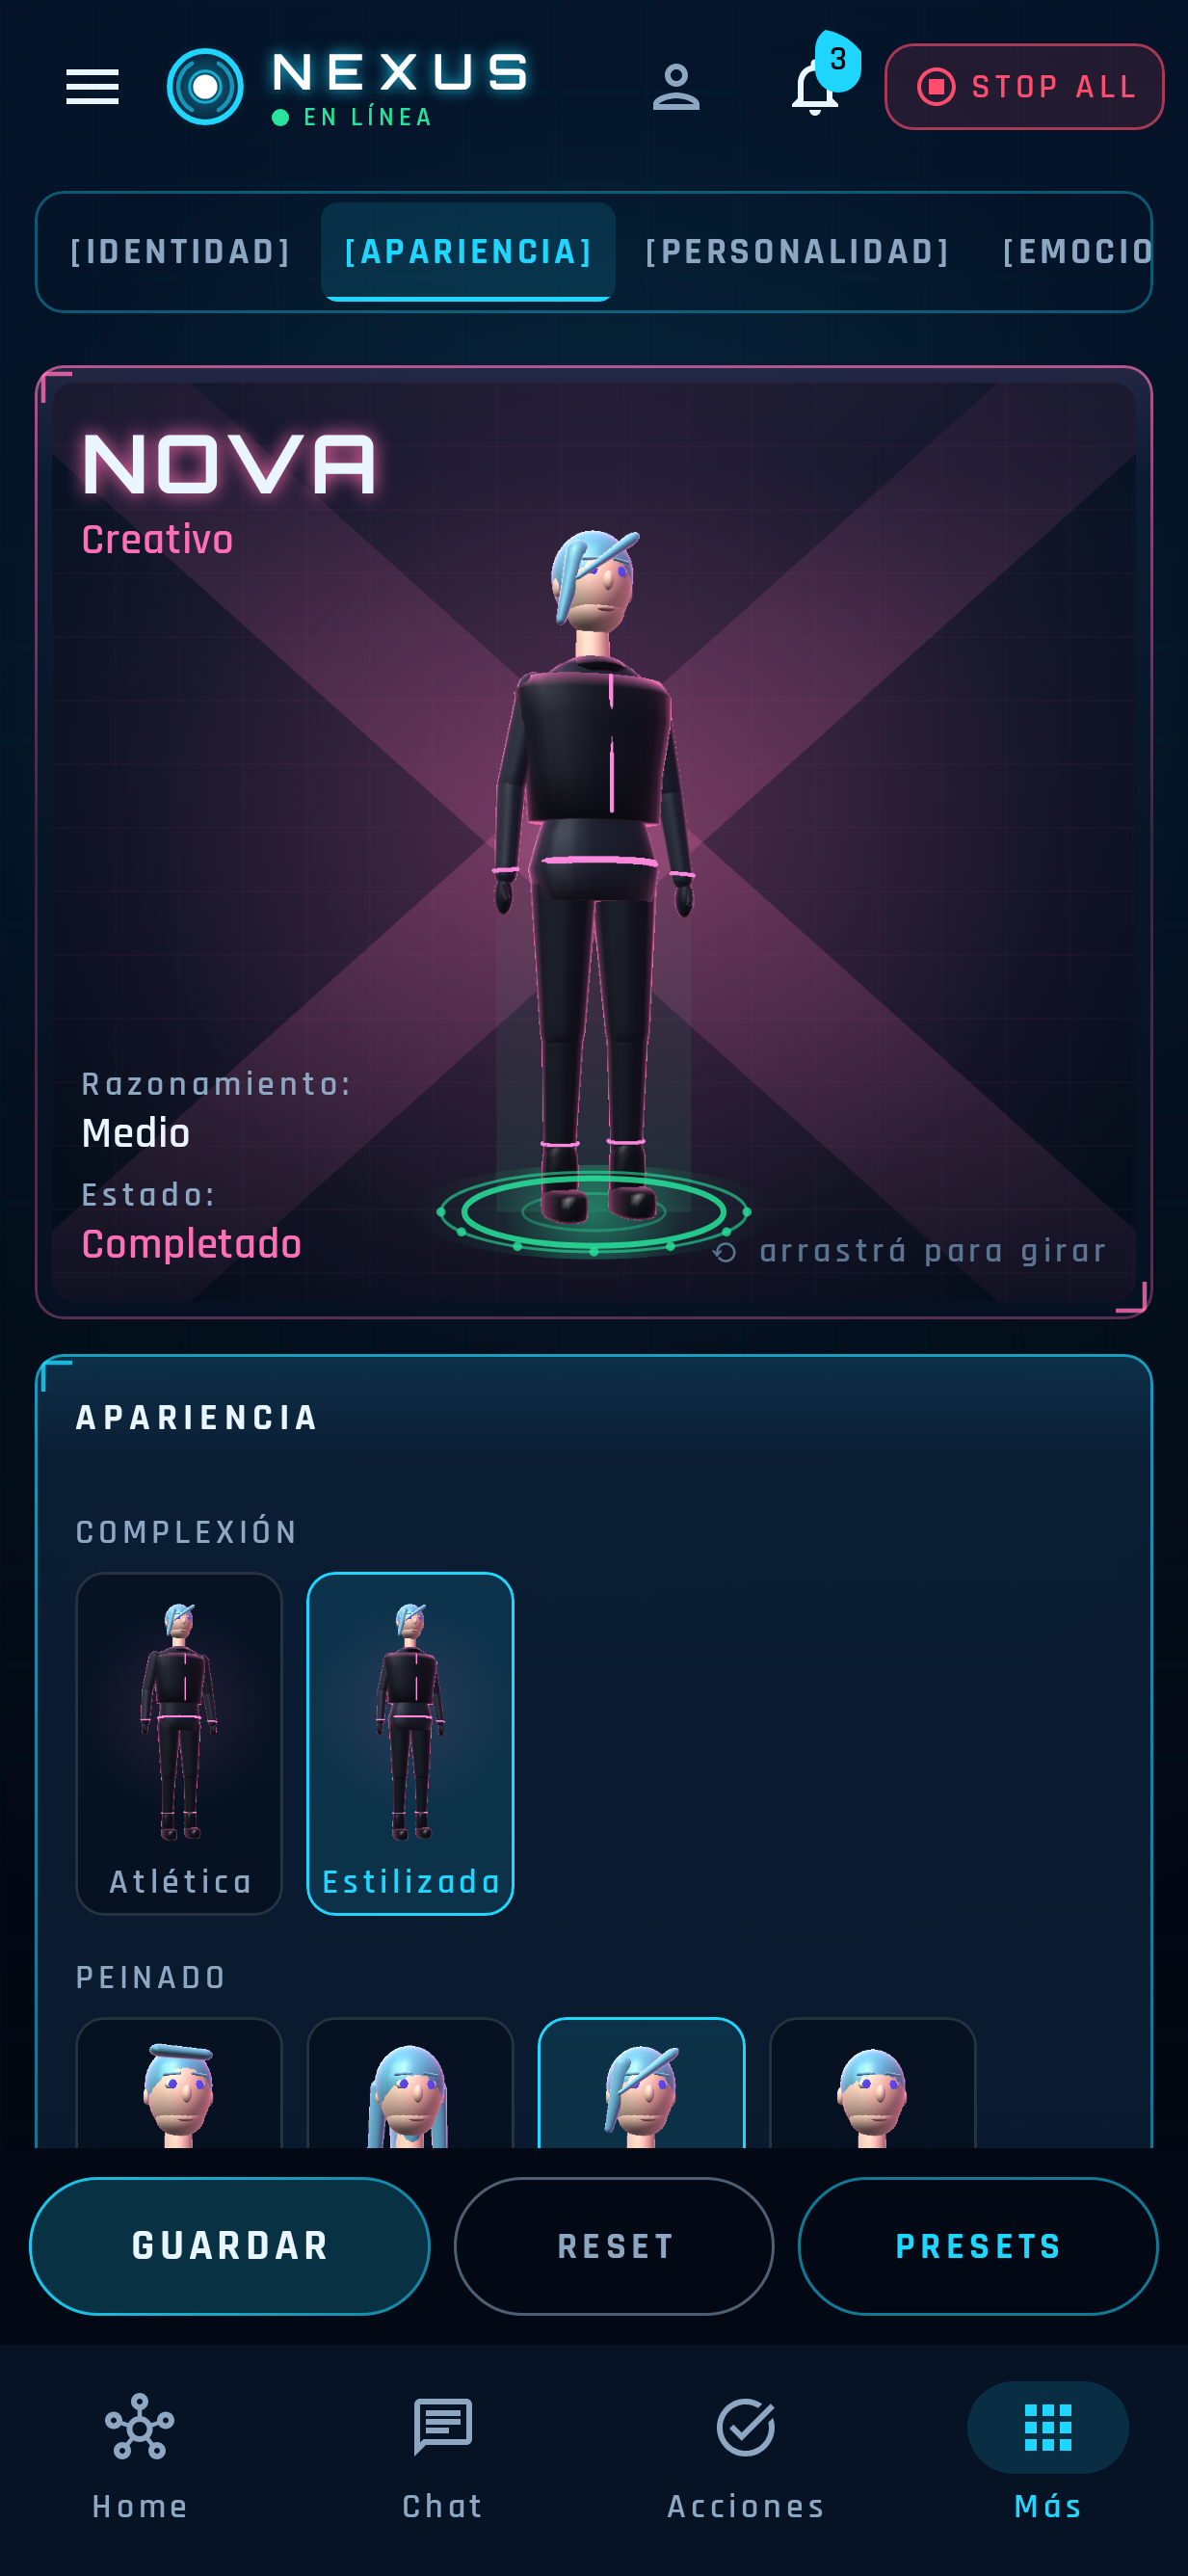 NEXUS
EN LÍNEA
3
STOP ALL
[IDENTIDAD] [APARIENCIA] [PERSONALIDAD] [EMOCIO
NOVA
Creativo
Razonamiento:
Medio
Estado:
Completado
arrastrá para girar
APARIENCIA
COMPLEXIÓN
Atlética Estilizada
PEINADO
GUARDAR RESET PRESETS
Home Chat Acciones Más